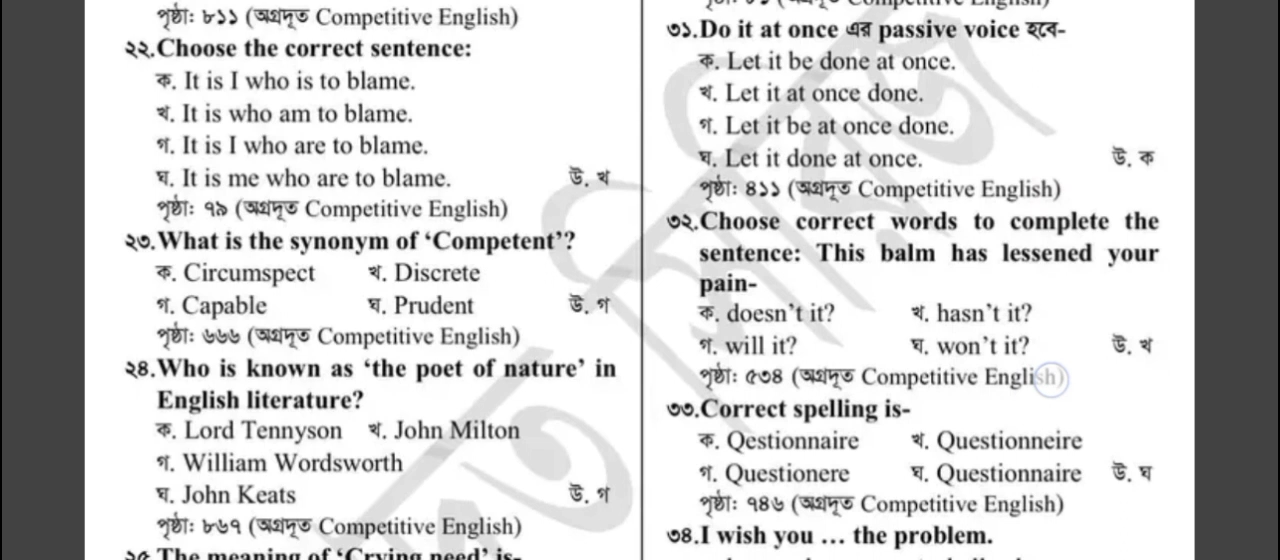 পৃষ্ঠাঃ ৮১১ (অগ্রদূত Competitive English)
২২.Choose the correct sentence:
ক. It is I who is to blame.
খ. It is who am to blame.
গ. It is I who are to blame.
ঘ. It is me who are to blame. উ. খ
পৃষ্ঠাঃ ৭৯ (অগ্রদূত Competitive English)
২৩.What is the synonym of ‘Competent’?
ক. Circumspect খ. Discrete
গ. Capable ঘ. Prudent উ. গ
পৃষ্ঠাঃ ৬৬৬ (অগ্রদূত Competitive English)
২৪.Who is known as ‘the poet of nature’ in
English literature?
ক. Lord Tennyson খ. John Milton
গ. William Wordsworth
ঘ. John Keats উ. গ
পৃষ্ঠাঃ ৮৬৭ (অগ্রদূত Competitive English)
২৫.The meaning of ‘Crying need’ is-
৩১.Do it at once এর passive voice হবে-
ক. Let it be done at once.
খ. Let it at once done.
গ. Let it be at once done.
ঘ. Let it done at once. উ. ক
পৃষ্ঠাঃ ৪১১ (অগ্রদূত Competitive English)
৩২.Choose correct words to complete the
sentence: This balm has lessened your
pain-
ক. doesn’t it? খ. hasn’t it?
গ. will it? ঘ. won’t it? উ. খ
পৃষ্ঠাঃ ৫৩৪ (অগ্রদূত Competitive English)
৩৩.Correct spelling is-
ক. Qestionnaire খ. Questionneire
গ. Questionere ঘ. Questionnaire উ. ঘ
পৃষ্ঠাঃ ৭৪৬ (অগ্রদূত Competitive English)
৩৪.I wish you … the problem.